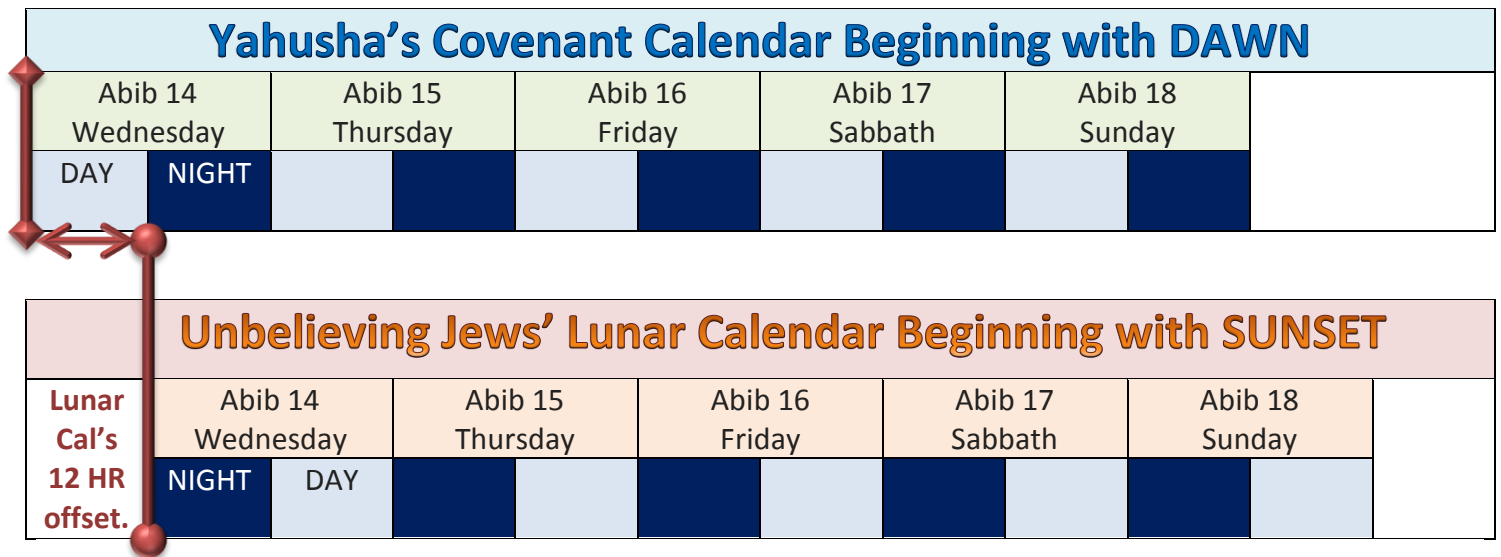 Yahusha’s Covenant Calendar Beginning with DAWN
Abib 14 Abib 15 Abib 16 Abib 17 Abib 18
Wednesday Thursday Friday Sabbath Sunday
DAY NIGHT
Unbelieving Jews’ Lunar Calendar Beginning with SUNSET
Lunar Abib 14 Abib 15 Abib 16 Abib 17 Abib 18
Cal’s Wednesday Thursday Friday Sabbath Sunday
12 HR NIGHT DAY
offset.